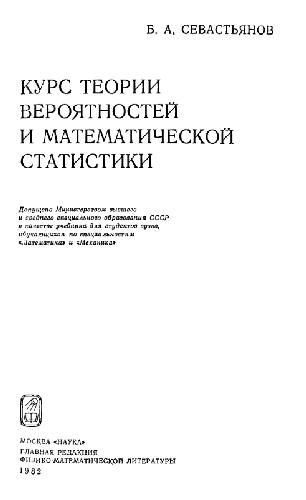 Б. А. СЕВАСТЬЯНОВ
КУРС ТЕОРИИ
ВЕРОЯТНОСТЕЙ
И МАТЕМАТИЧЕСКОЙ
СТАТИСТИКИ
Допущено Министерством высшего
и среднего специального образования СССР
в качестве учебника для студентов вузов,
обучающихся по специальностям
«Математика» и «Механика»
МОСКВА «НАУКА»
ГЛАВНАЯ РЕДАКЦИЯ
ФИЗИКО-МАТЕМАТИЧЕСКОЙ ЛИТЕРАТУРЫ
1982